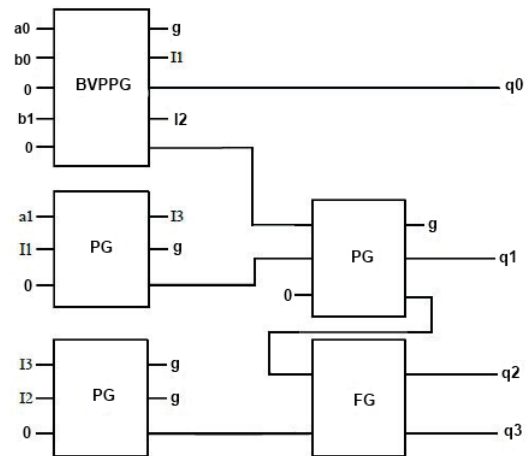 a0 g
b0 I1
0 BVPPG q0
b1 I2
0
a1 I3
g
I1 PG g PG q1
0 0
I3 g q2
I2 PG g FG
0 q3